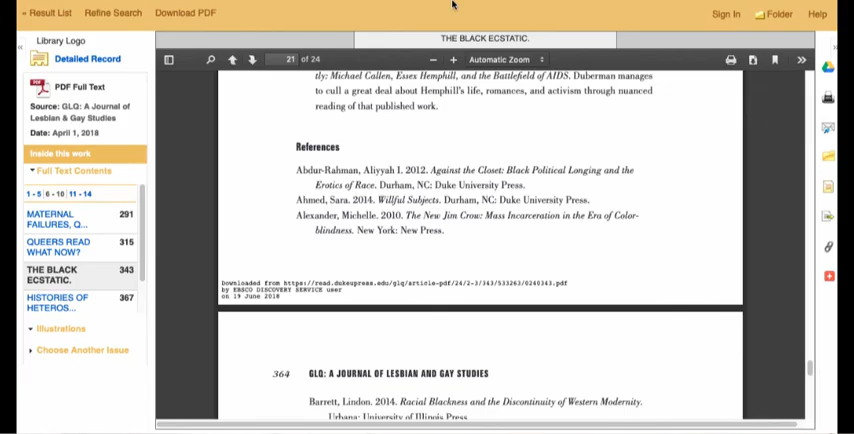 « Result List Refine Search Download PDF Sign In Folder Help
Library Logo
Detailed Record
PDF Full Text
Source: GLQ: A Journal of
Lesbian & Gay Studies
Date: April 1, 2018
Inside this work
Full Text Contents
1 - 5 | 6 - 10 | 11 - 14
MATERNAL 291
FAILURES, Q...
QUEERS READ 315
WHAT NOW?
THE BLACK 343
ECSTATIC.
HISTORIES OF 367
HETEROS...
Illustrations
Choose Another Issue
THE BLACK ECSTATIC.
21 of 24 Automatic Zoom
tly: Michael Callen, Essex Hemphill, and the Battlefield of AIDS. Duberman manages
to cull a great deal about Hemphill's life, romances, and activism through nuanced
reading of that published work.
References
Abdur-Rahman, Aliyyah I. 2012. Against the Closet: Black Political Longing and the
Erotics of Race. Durham, NC: Duke University Press.
Ahmed, Sara. 2014. Willful Subjects. Durham, NC: Duke University Press.
Alexander, Michelle. 2010. The New Jim Crow: Mass Incarceration in the Era of Color-
blindness. New York: New Press.
Downloaded from https://read.dukeupress.edu/glq/article-pdf/24/2-3/343/533263/0240343.pdf
by EBSCO DISCOVERY SERVICE user
on 19 June 2018
364 GLQ: A JOURNAL OF LESBIAN AND GAY STUDIES
Barrett, Lindon. 2014. Racial Blackness and the Discontinuity of Western Modernity.
Urbana: University of Illinois Press